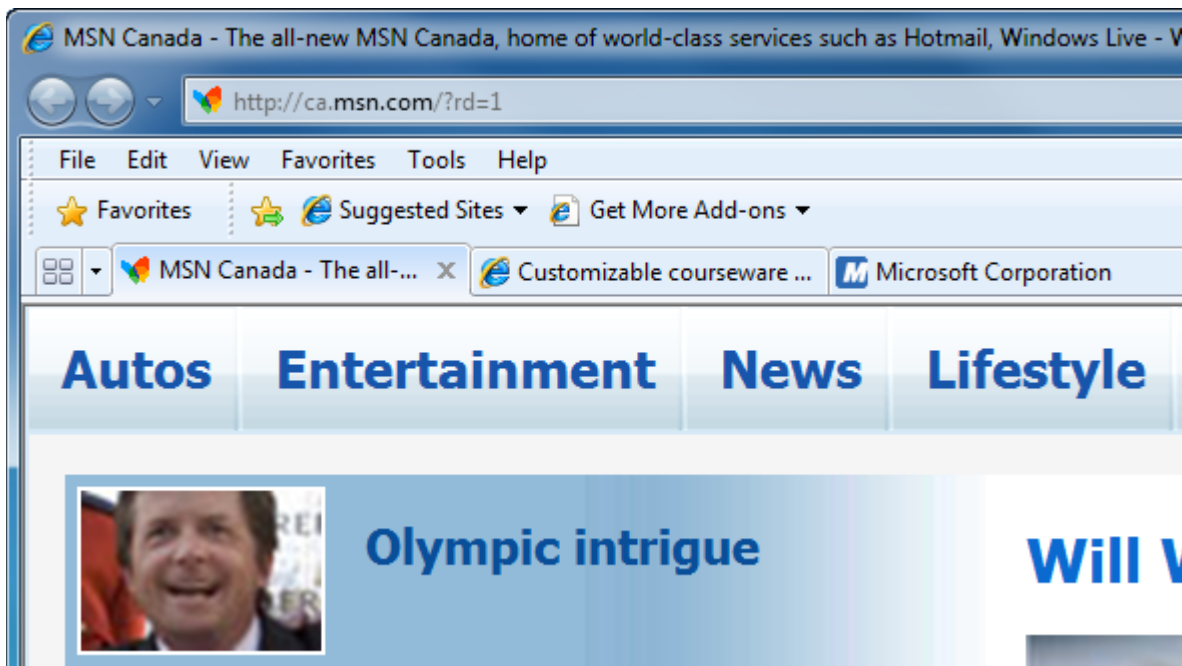 MSN Canada - The all-new MSN Canada, home of world-class services such as Hotmail, Windows Live -
http://ca.msn.com/?rd=1
File Edit View Favorites Tools Help
Favorites Suggested Sites Get More Add-ons
MSN Canada - The all-... Customizable courseware ... M Microsoft Corporation
Autos Entertainment News Lifestyle
Olympic intrigue
Will